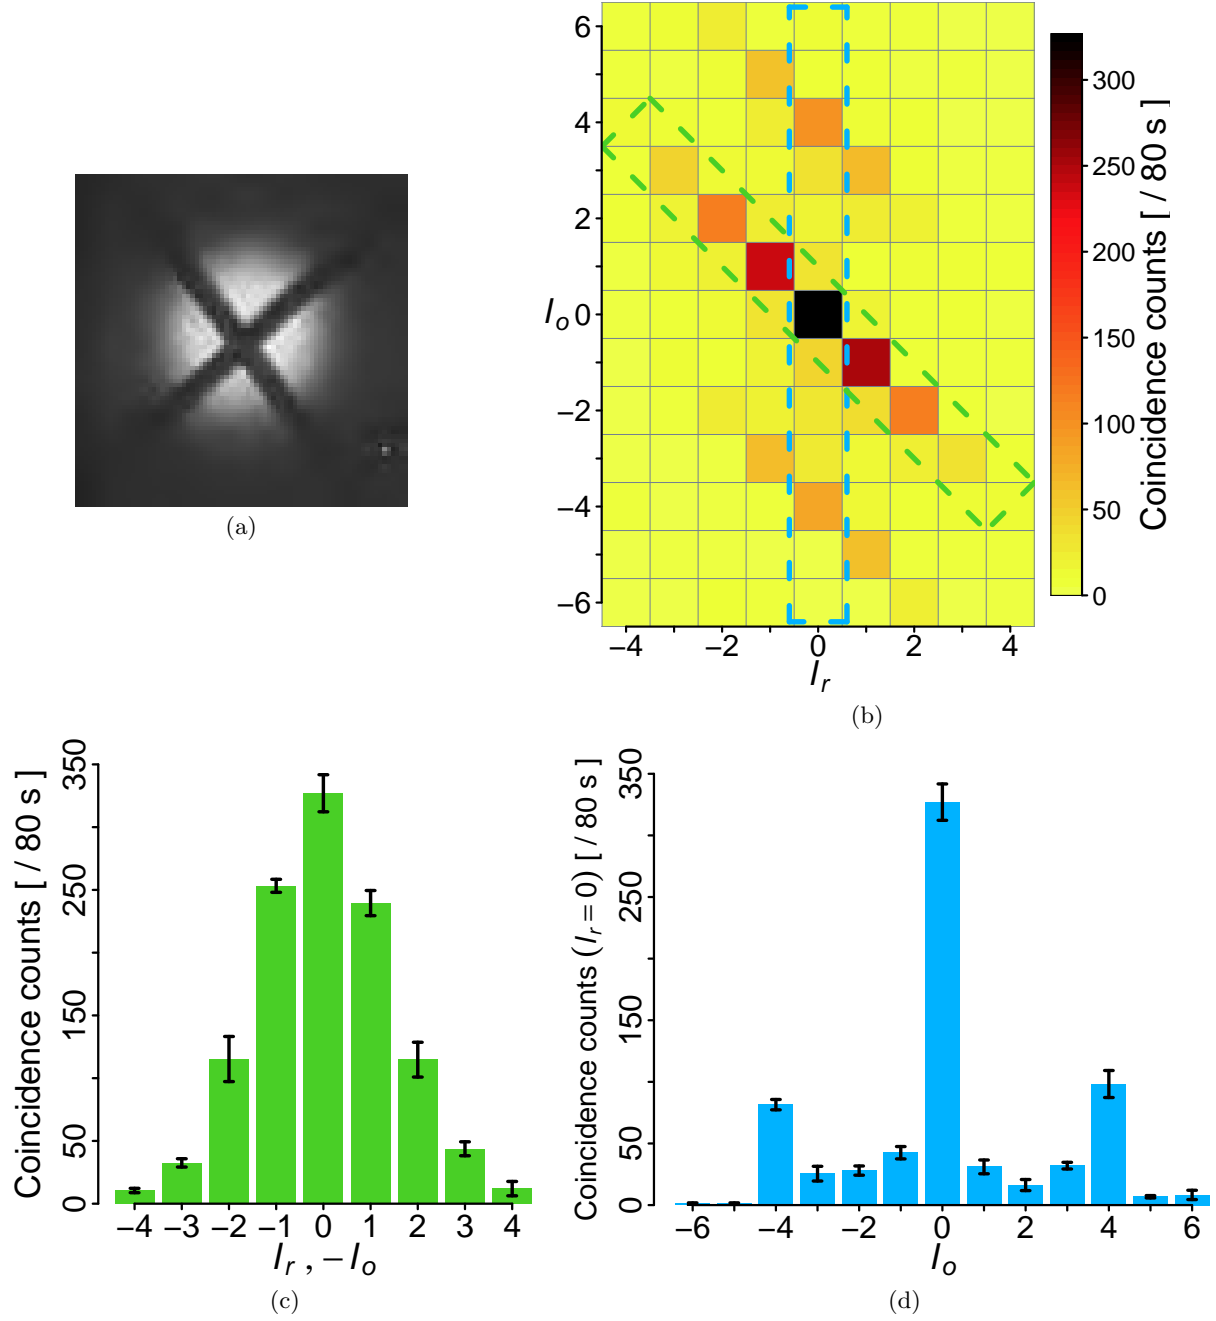 6
4
2
0
−2
−4
−6
l_o
−4 −2 0 2 4
l_r
300
250
200
150
100
50
0
Coincidence counts [ / 80 s ]
(a)
(b)
350
250
150
50
0
Coincidence counts [ / 80 s ]
−4 −3 −2 −1 0 1 2 3 4
l_r , −l_o
(c)
350
250
150
50
0
Coincidence counts (l_r = 0) [ / 80 s ]
−6 −4 −2 0 2 4 6
l_o
(d)